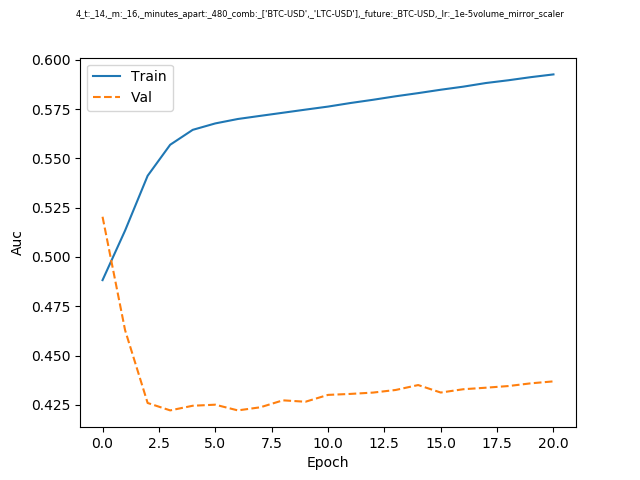 4_t:_14,_m:_16,_minutes_apart:_480_comb:_['BTC-USD',_'LTC-USD'],_future:_BTC-USD,_lr:_1e-5volume_mirror_scaler
Train
Val
0.600
0.575
0.550
0.525
0.500
0.475
0.450
0.425
Auc
0.0 2.5 5.0 7.5 10.0 12.5 15.0 17.5 20.0
Epoch